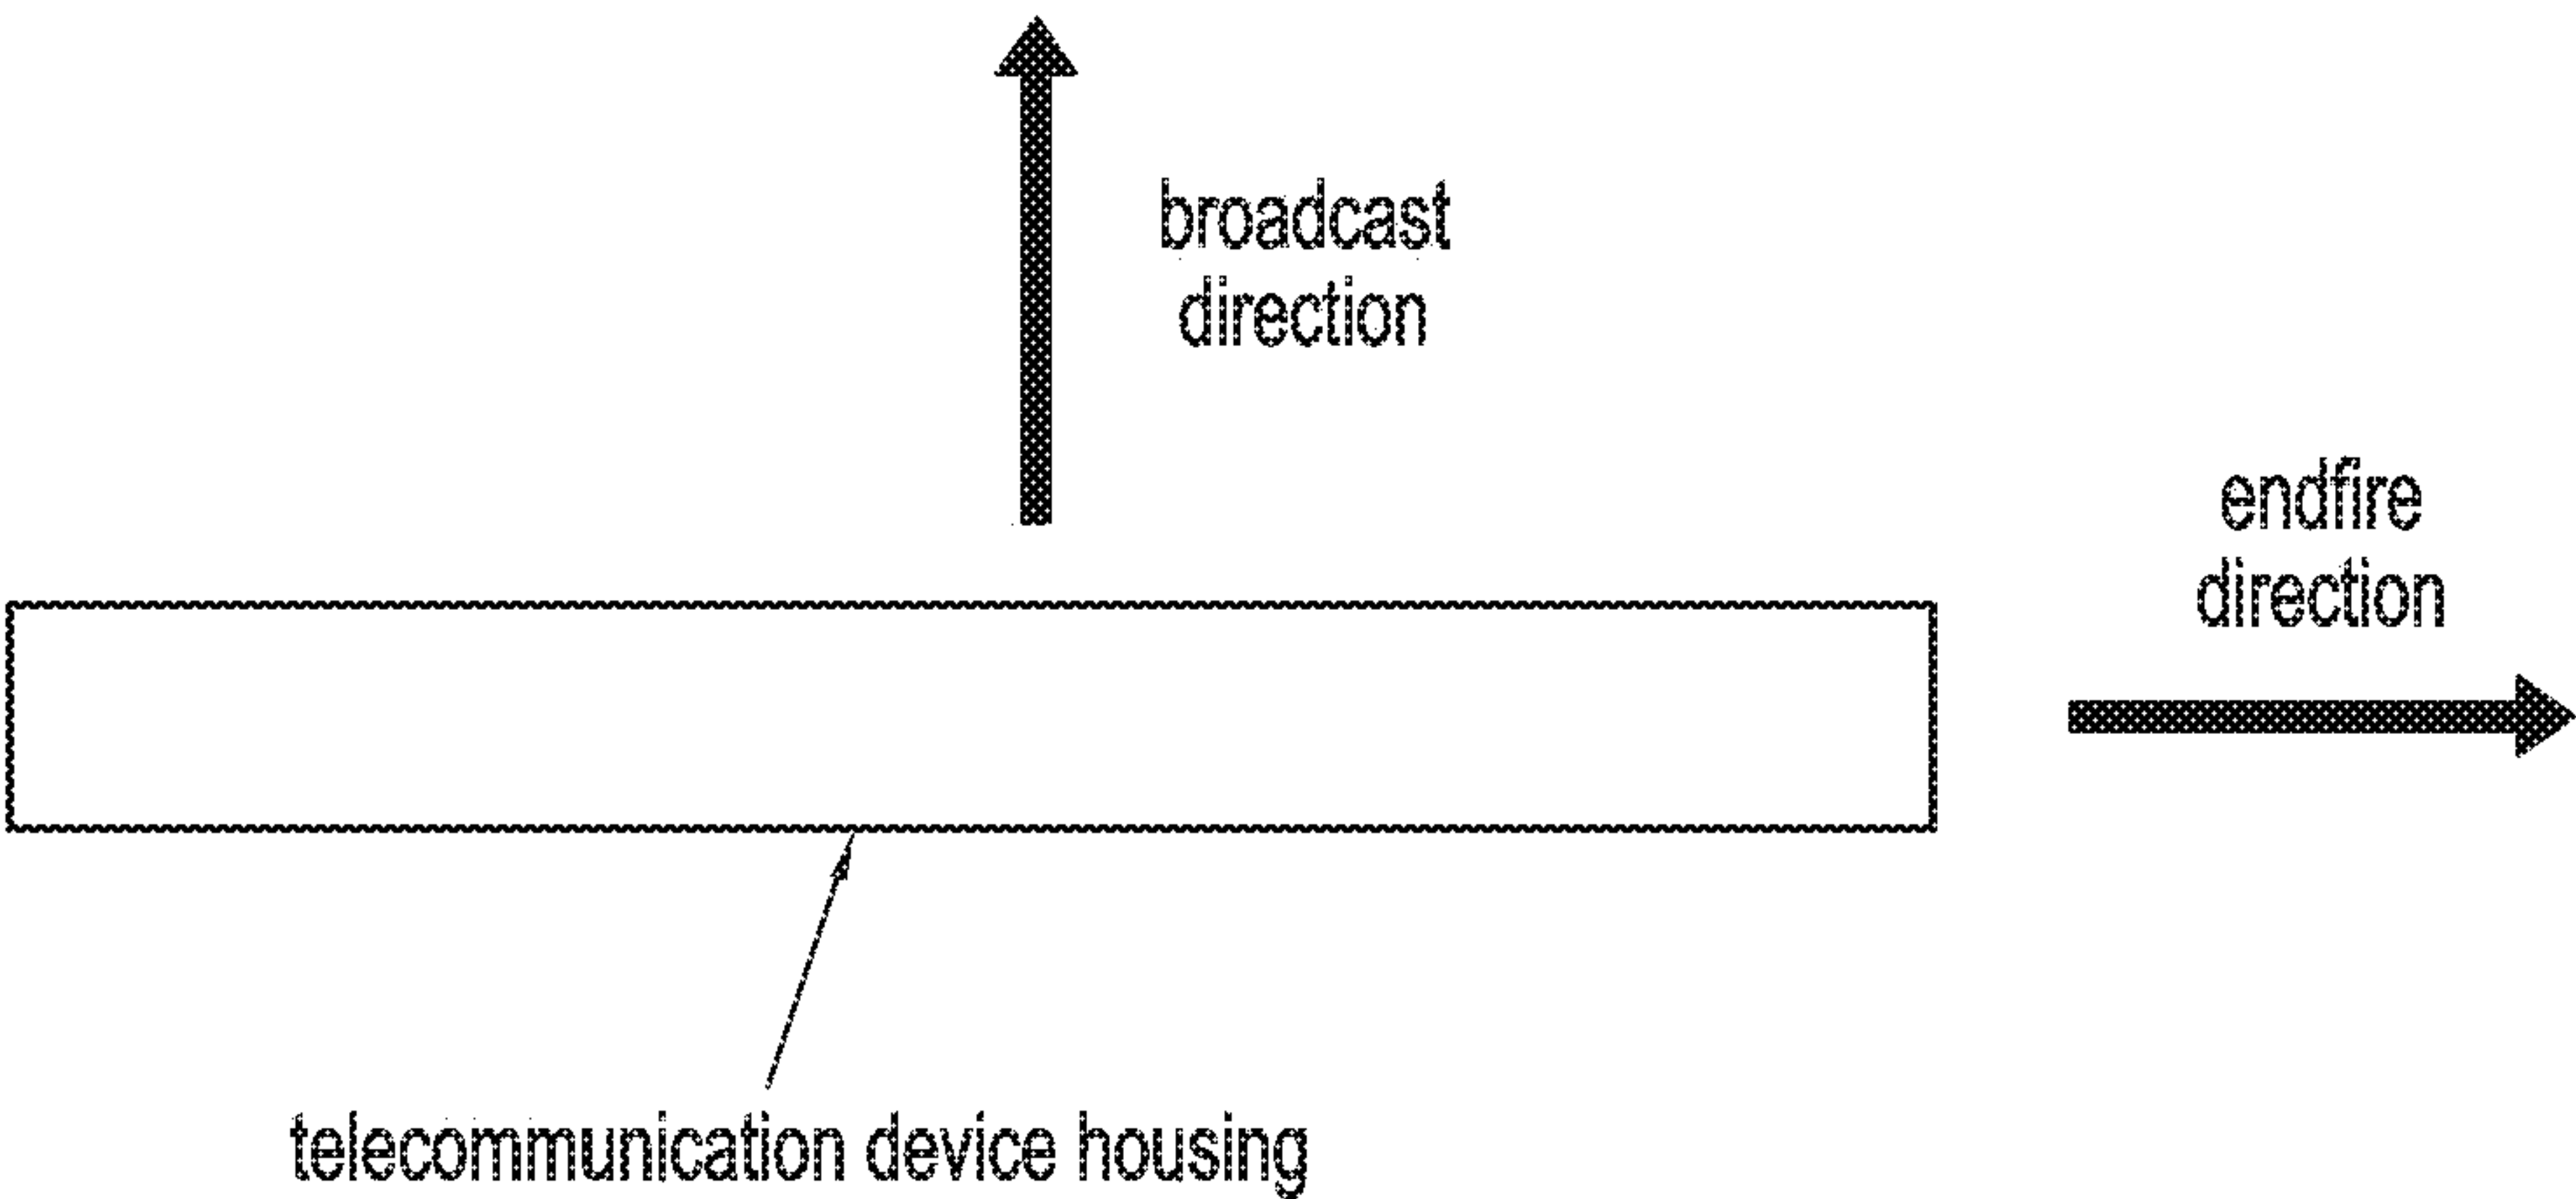 broadcast
direction
endfire
direction
telecommunication device housing